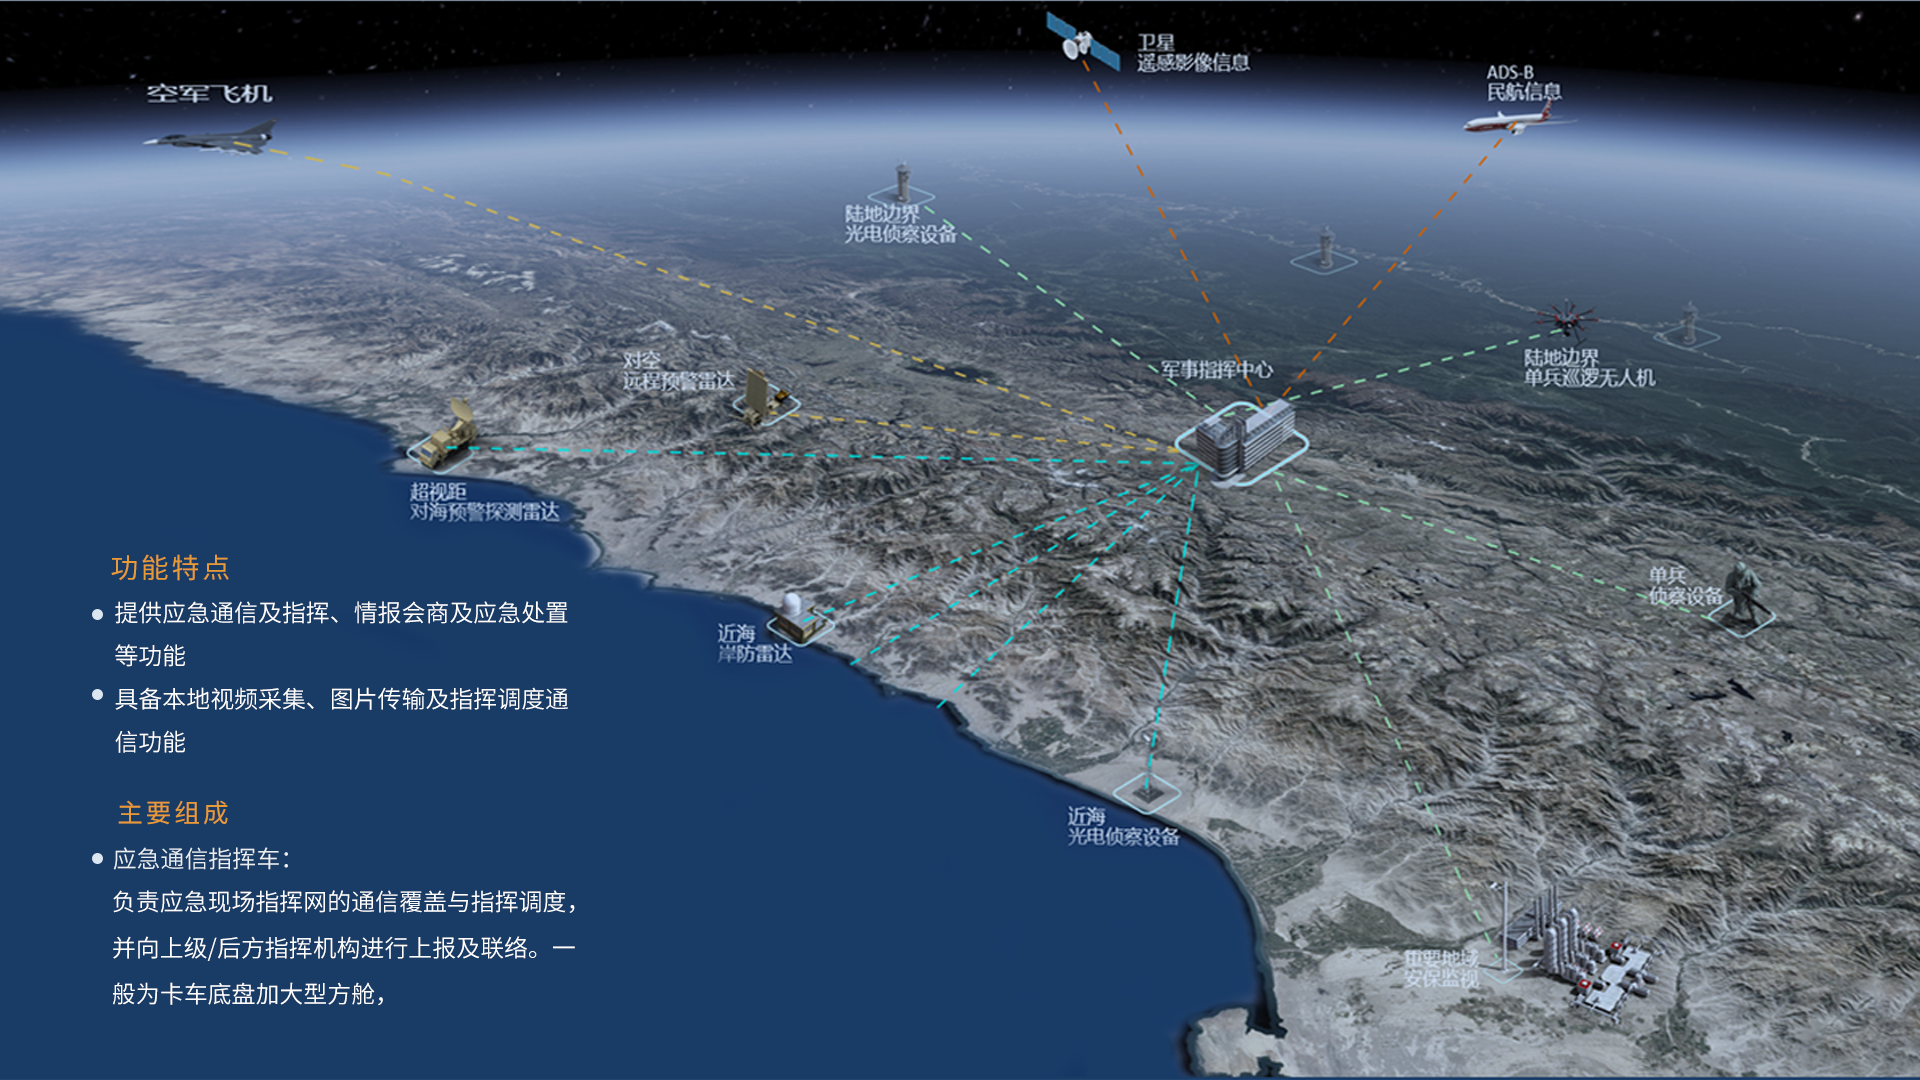 卫星
遥感影像信息
ADS-B
民航信息
空军飞机
陆地边界
光电侦察设备
对空
远程预警雷达
军事指挥中心
陆地边界
单兵巡逻无人机
超视距
对海预警探测雷达
单兵
侦察设备
近海
岸防雷达
近海
光电侦察设备
重要地域
安保监视
功能特点
提供应急通信及指挥、情报会商及应急处置
等功能
具备本地视频采集、图片传输及指挥调度通
信功能
主要组成
应急通信指挥车：
负责应急现场指挥网的通信覆盖与指挥调度，
并向上级/后方指挥机构进行上报及联络。一
般为卡车底盘加大型方舱，